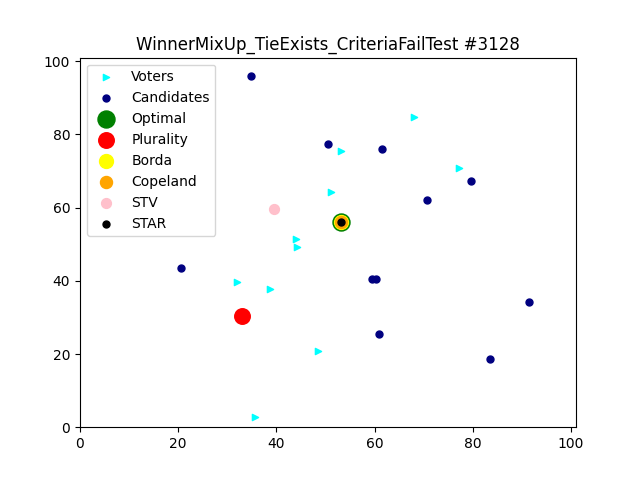 WinnerMixUp_TieExists_CriteriaFailTest #3128
Voters
Candidates
Optimal
Plurality
Borda
Copeland
STV
STAR
100
80
60
40
20
0
0 20 40 60 80 100